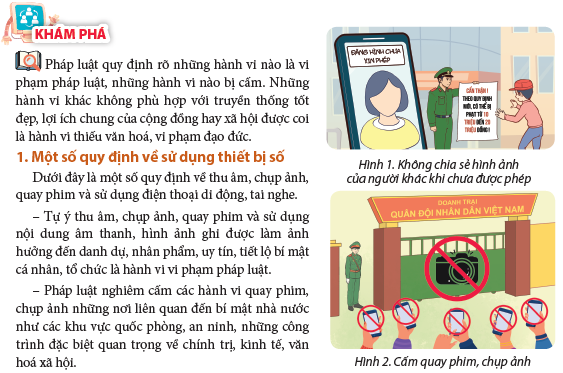 KHÁM PHÁ
Pháp luật quy định rõ những hành vi nào là vi
phạm pháp luật, những hành vi nào bị cấm. Những
hành vi khác không phù hợp với truyền thống tốt
đẹp, lợi ích chung của cộng đồng hay xã hội được coi
là hành vi thiếu văn hoá, vi phạm đạo đức.
1. Một số quy định về sử dụng thiết bị số
Dưới đây là một số quy định về thu âm, chụp ảnh,
quay phim và sử dụng điện thoại di động, tai nghe.
– Tự ý thu âm, chụp ảnh, quay phim và sử dụng
nội dung âm thanh, hình ảnh ghi được làm ảnh
hưởng đến danh dự, nhân phẩm, uy tín, tiết lộ bí mật
cá nhân, tổ chức là hành vi vi phạm pháp luật.
– Pháp luật nghiêm cấm các hành vi quay phim,
chụp ảnh những nơi liên quan đến bí mật nhà nước
như các khu vực quốc phòng, an ninh, những công
trình đặc biệt quan trọng về chính trị, kinh tế, văn
hoá xã hội.
ĐĂNG HÌNH CHƯA
XIN PHÉP
CẨN THẬN !
THEO QUY ĐỊNH
MỚI, CÓ THỂ BỊ
PHẠT TỪ 10
TRIỆU ĐẾN 20
TRIỆU ĐỒNG !
Hình 1. Không chia sẻ hình ảnh
của người khác khi chưa được phép
DOANH TRẠI
QUÂN ĐỘI NHÂN DÂN VIỆT NAM
Hình 2. Cấm quay phim, chụp ảnh